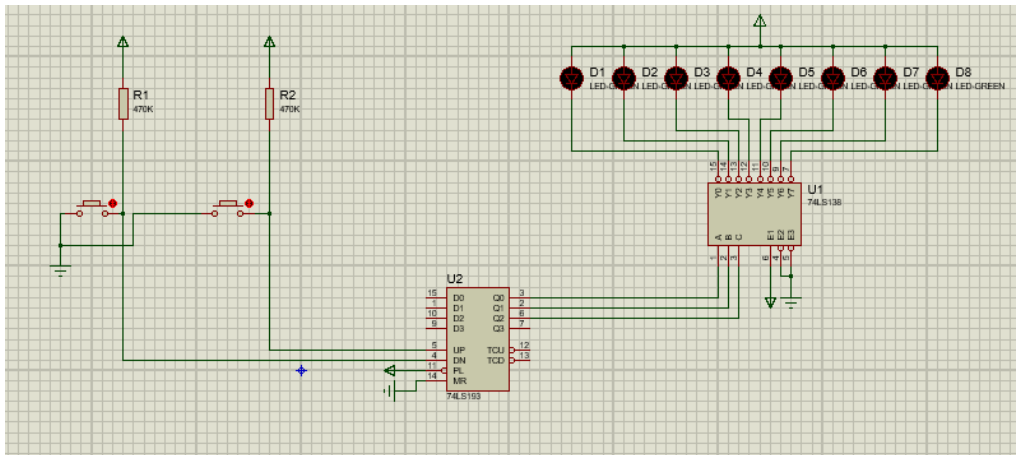 R1
470K
R2
470K
D1
LED-GREEN
D2
LED-GREEN
D3
LED-GREEN
D4
LED-GREEN
D5
LED-GREEN
D6
LED-GREEN
D7
LED-GREEN
D8
LED-GREEN
15 14 13 12 11 10 9 7
Y0 Y1 Y2 Y3 Y4 Y5 Y6 Y7
U1
74LS138
A B C E1 E2 E3
1 2 3 6 4 5
U2
15 D0 Q0 3
1 D1 Q1 2
10 D2 Q2 6
9 D3 Q3 7
5 UP TCU 12
4 DN TCD 13
11 PL
14 MR
74LS193